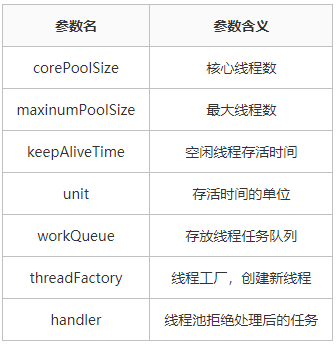 参数名 参数含义
corePoolSize 核心线程数
maxinumPoolSize 最大线程数
keepAliveTime 空闲线程存活时间
unit 存活时间的单位
workQueue 存放线程任务队列
threadFactory 线程工厂，创建新线程
handler 线程池拒绝处理后的任务